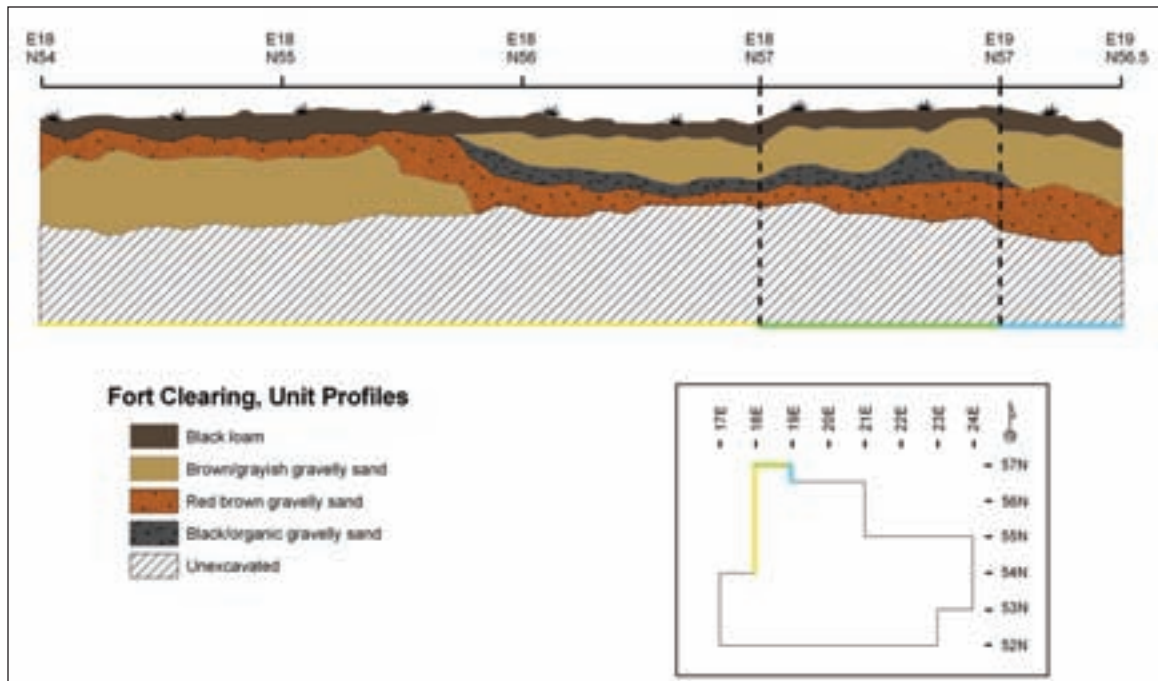 E18 E18 E18 E18 E19 E19
N54 N55 N56 N57 N57 N56.5
Fort Clearing, Unit Profiles
Black loam
Brown/grayish gravelly sand
Red brown gravelly sand
Black/organic gravelly sand
Unexcavated
17E 18E 19E 20E 21E 22E 23E 24E
57N
56N
55N
54N
53N
52N